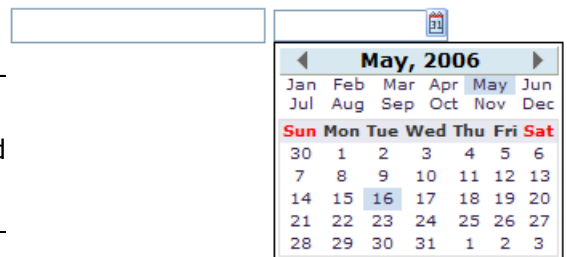 31
May, 2006
Jan Feb Mar Apr May Jun
Jul Aug Sep Oct Nov Dec
Sun Mon Tue Wed Thu Fri Sat
30 1 2 3 4 5 6
d
7 8 9 10 11 12 13
14 15 16 17 18 19 20
21 22 23 24 25 26 27
28 29 30 31 1 2 3